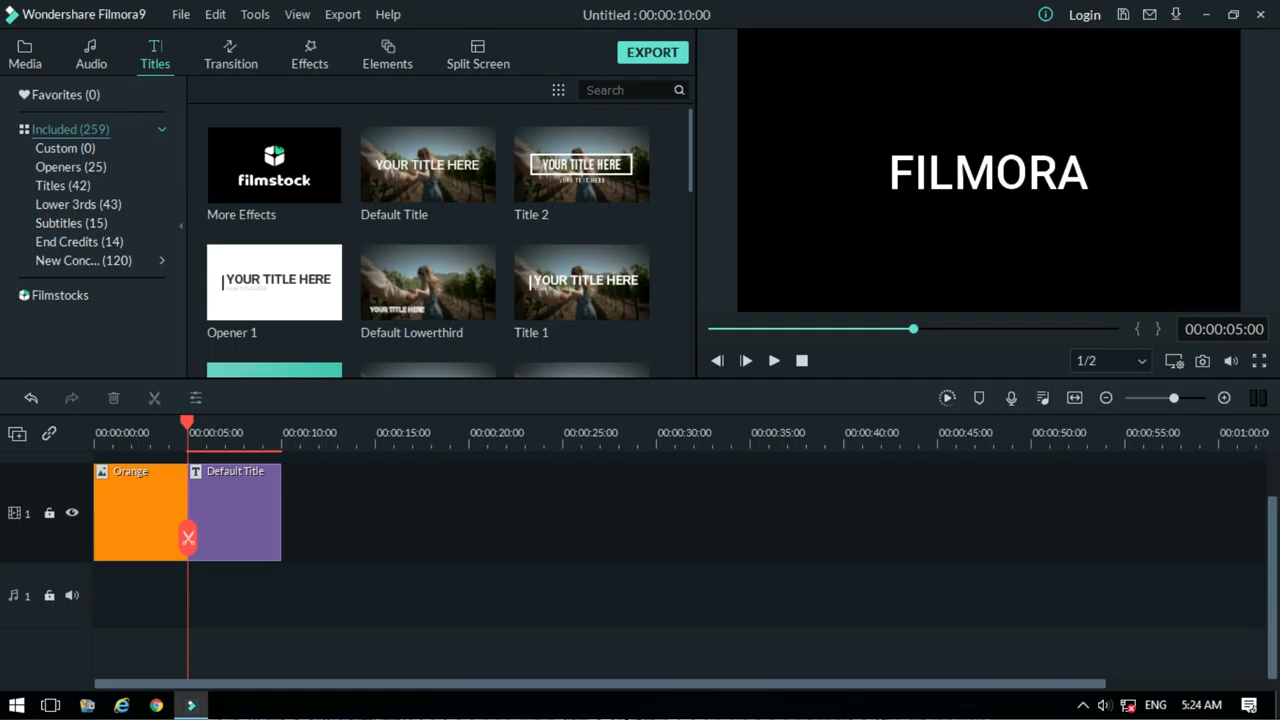 Wondershare Filmora9 File Edit Tools View Export Help Untitled : 00:00:10:00 Login
Media Audio Titles Transition Effects Elements Split Screen EXPORT
Favorites (0)
Included (259)
Custom (0)
Openers (25)
Titles (42)
Lower 3rds (43)
Subtitles (15)
End Credits (14)
New Conc... (120)
Filmstocks
Search
filmstock
YOUR TITLE HERE
YOUR TITLE HERE
More Effects Default Title Title 2
YOUR TITLE HERE
YOUR TITLE HERE
YOUR TITLE HERE
Opener 1 Default Lowerthird Title 1
FILMORA
{ } 00:00:05:00
1/2
00:00:00:00 00:00:05:00 00:00:10:00 00:00:15:00 00:00:20:00 00:00:25:00 00:00:30:00 00:00:35:00 00:00:40:00 00:00:45:00 00:00:50:00 00:00:55:00 00:01:00:0
Orange Default Title
1
1
ENG 5:24 AM